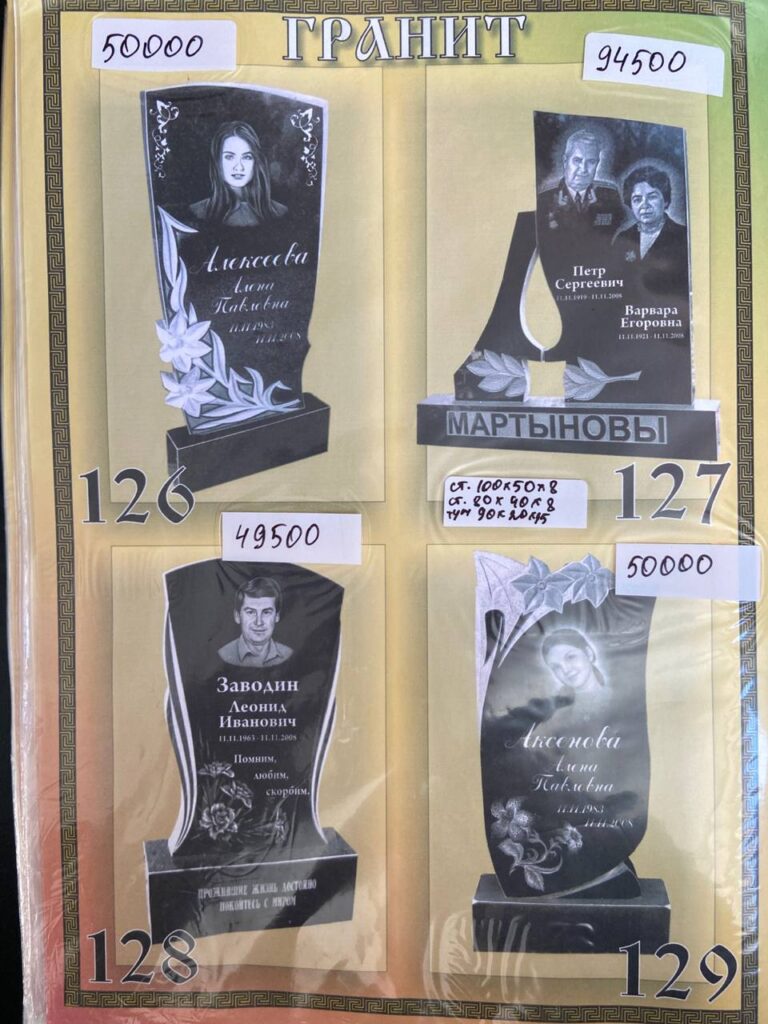 ГРАНИТ
50000
Алексеева
Алена
Павловна
11.11.1983
11.11.2008
126
94500
Петр
Сергеевич
11.11.1919 - 11.11.2008
Варвара
Егоровна
11.11.1921 - 11.11.2008
МАРТЫНОВЫ
127
ст. 100х50х8
ст. 80х40х8
тум 90х20х15
49500
Заводин
Леонид
Иванович
11.11.1963 - 11.11.2008
Помним,
любим,
скорбим.
ПРОЖИВШИЕ ЖИЗНЬ ДОСТОЙНО
ПОКОЙТЕСЬ С МИРОМ
128
50000
Аксенова
Алена
Павловна
11.11.1983
11.11.2008
129